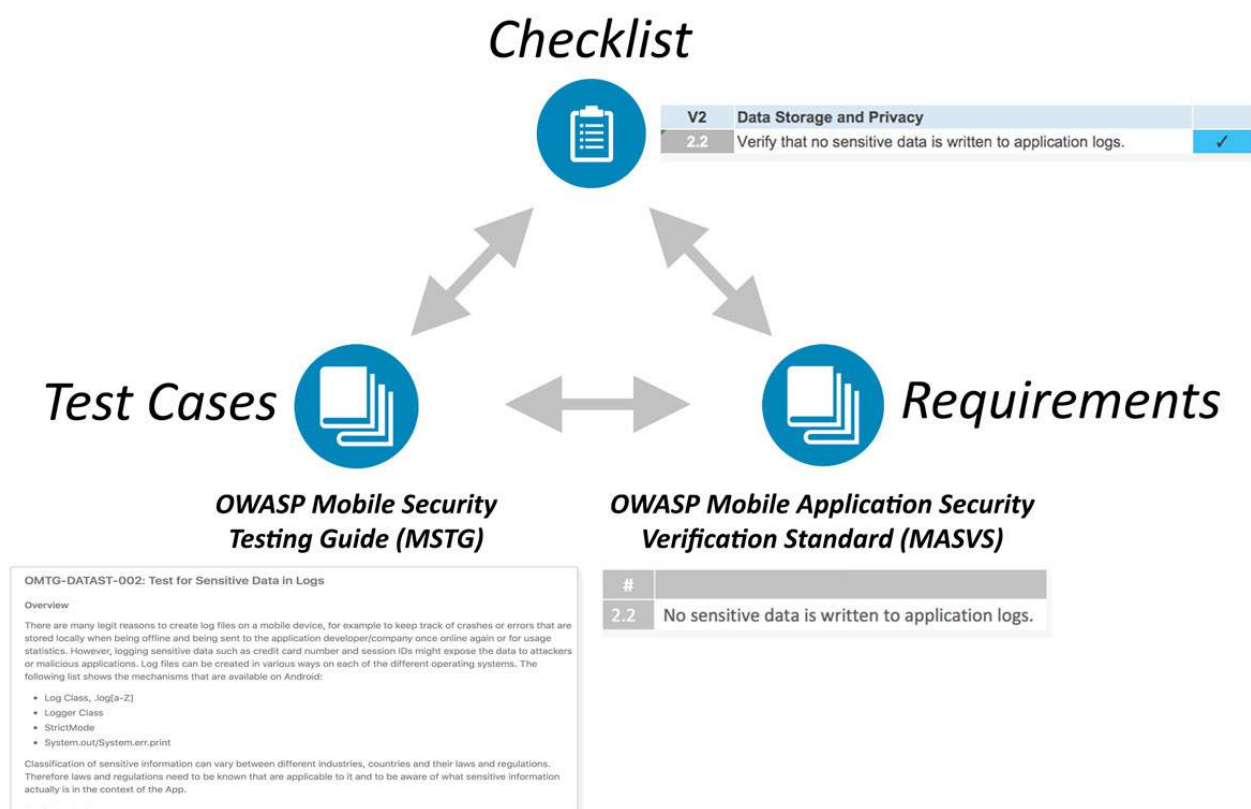 Checklist
V2 Data Storage and Privacy
2.2 Verify that no sensitive data is written to application logs. ✓
Test Cases
Requirements
OWASP Mobile Security
Testing Guide (MSTG)
OWASP Mobile Application Security
Verification Standard (MASVS)
OMTG-DATAST-002: Test for Sensitive Data in Logs
Overview
There are many legit reasons to create log files on a mobile device, for example to keep track of crashes or errors that are
stored locally when being offline and being sent to the application developer/company once online again or for usage
statistics. However, logging sensitive data such as credit card number and session IDs might expose the data to attackers
or malicious applications. Log files can be created in various ways on each of the different operating systems. The
following list shows the mechanisms that are available on Android:
• Log Class, .log[a-Z]
• Logger Class
• StrictMode
• System.out/System.err.print
Classification of sensitive information can vary between different industries, countries and their laws and regulations.
Therefore laws and regulations need to be known that are applicable to it and to be aware of what sensitive information
actually is in the context of the App.
#
2.2 No sensitive data is written to application logs.